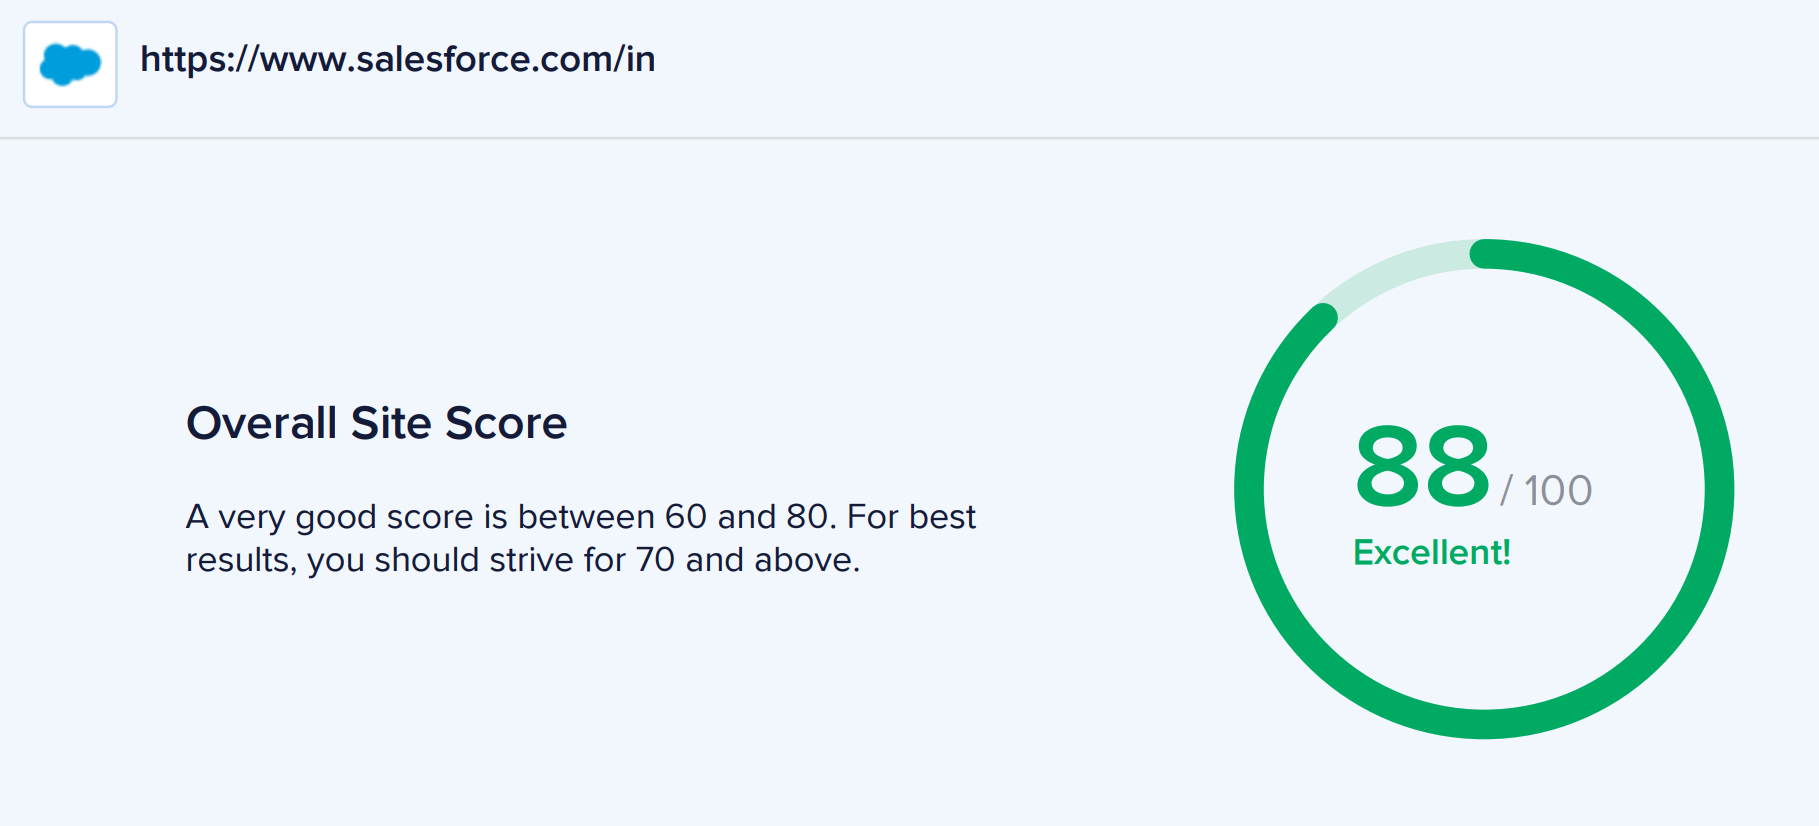 https://www.salesforce.com/in
Overall Site Score
A very good score is between 60 and 80. For best
results, you should strive for 70 and above.
88 / 100
Excellent!